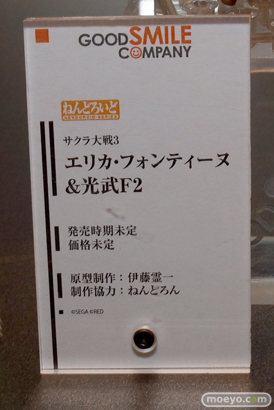 GOOD SMILE
COMPANY
ねんどろいど
NENDOROID SERIES
サクラ大戦3
エリカ・フォンティーヌ
&光武F2
発売時期未定
価格未定
原型制作：伊藤霊一
制作協力：ねんどろん
©SEGA ©RED
moeyo.com